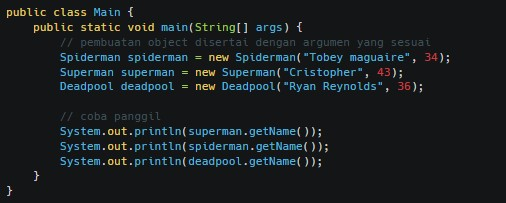 public class Main {
public static void main(String[] args) {
// pembuatan object disertai dengan argumen yang sesuai
Spiderman spiderman = new Spiderman("Tobey maguaire", 34);
Superman superman = new Superman("Cristopher", 43);
Deadpool deadpool = new Deadpool("Ryan Reynolds", 36);
// coba panggil
System.out.println(superman.getName());
System.out.println(spiderman.getName());
System.out.println(deadpool.getName());
}
}